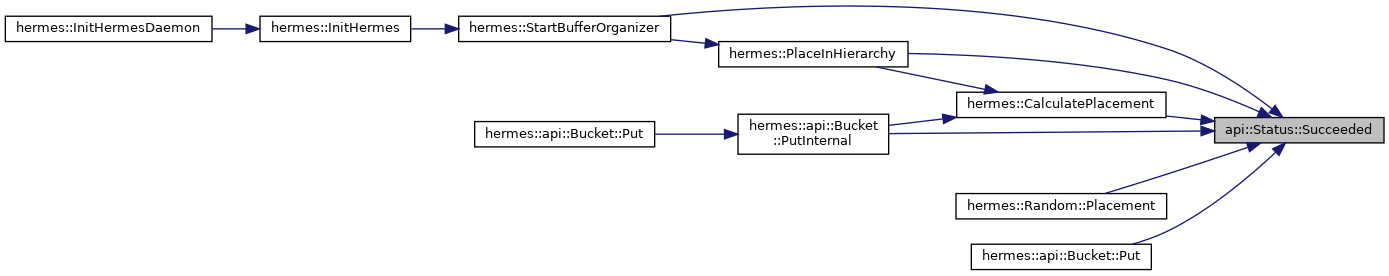 hermes::InitHermesDaemon
hermes::InitHermes
hermes::StartBufferOrganizer
hermes::PlaceInHierarchy
hermes::CalculatePlacement
hermes::api::Bucket::Put
hermes::api::Bucket
::PutInternal
api::Status::Succeeded
hermes::Random::Placement
hermes::api::Bucket::Put